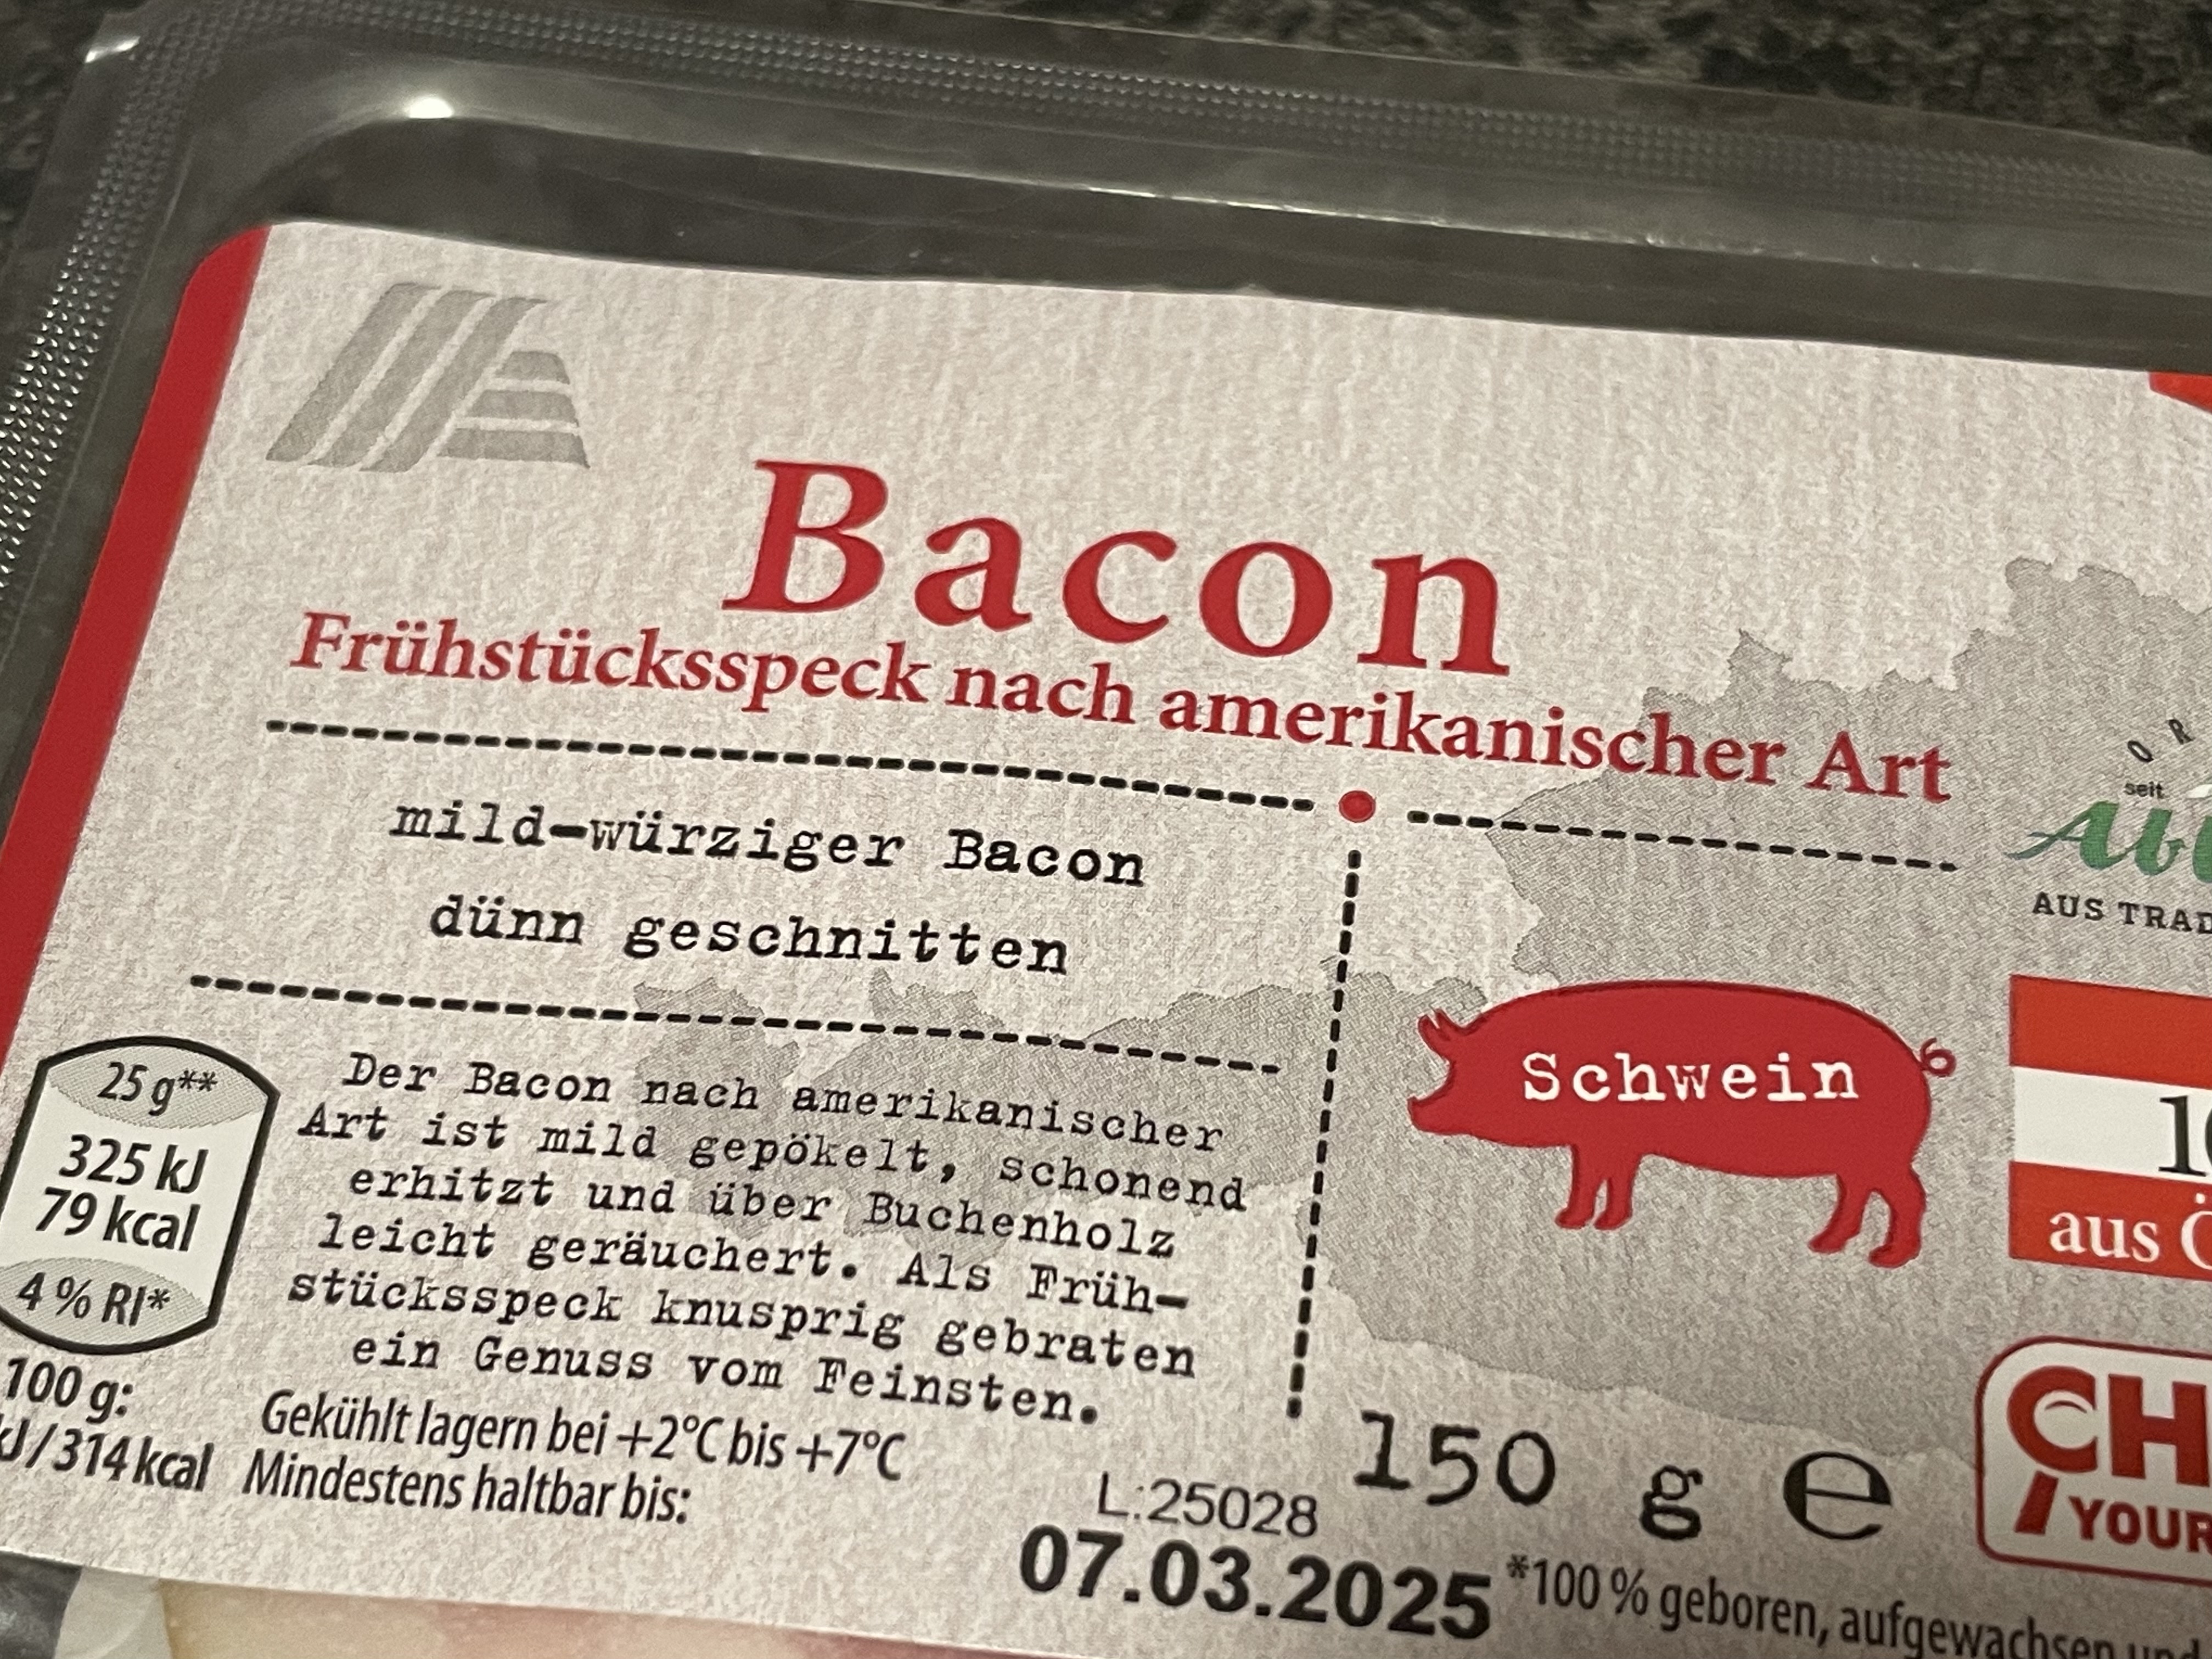 Bacon
Frühstücksspeck nach amerikanischer Art
mild-würziger Bacon
dünn geschnitten
Der Bacon nach amerikanischer
Art ist mild gepökelt, schonend
erhitzt und über Buchenholz
leicht geräuchert. Als Früh-
stücksspeck knusprig gebraten
ein Genuss vom Feinsten.
25 g**
325 kJ
79 kcal
4 % RI*
100 g:
kJ/314 kcal
Gekühlt lagern bei +2°C bis +7°C
Mindestens haltbar bis:
L:25028
07.03.2025
seit
Schwein
aus
150 g e
YOUR
*100 % geboren, aufgewachsen und